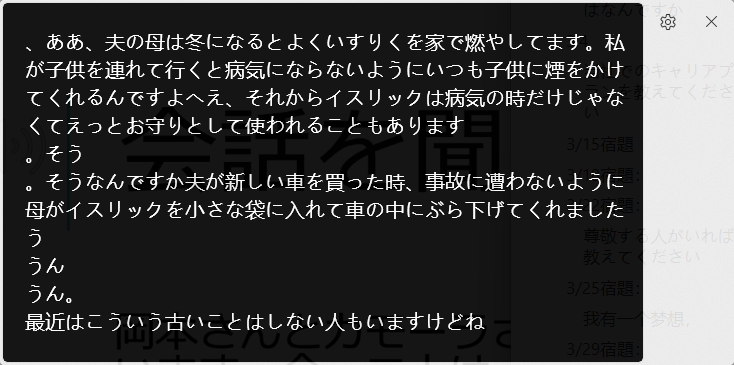 、ああ、夫の母は冬になるとよくいすりくを家で燃やしてます。私
が子供を連れて行くと病気にならないようにいつも子供に煙をかけ
てくれるんですよへえ、それからイスリックは病気の時だけじゃな
くてえっとお守りとして使われることもあります
。そう
。そうなんですか夫が新しい車を買った時、事故に遭わないように
母がイスリックを小さな袋に入れて車の中にぶら下げてくれました
う
うん
うん。
最近はこういう古いことはしない人もいますけどね
会話を聞
はなんですか
のキャリアプ
を教えてくださ
い
3/15宿題
尊敬する人がいれば
教えてください
3/25宿題:
我有一个梦想,
3/29宿題: